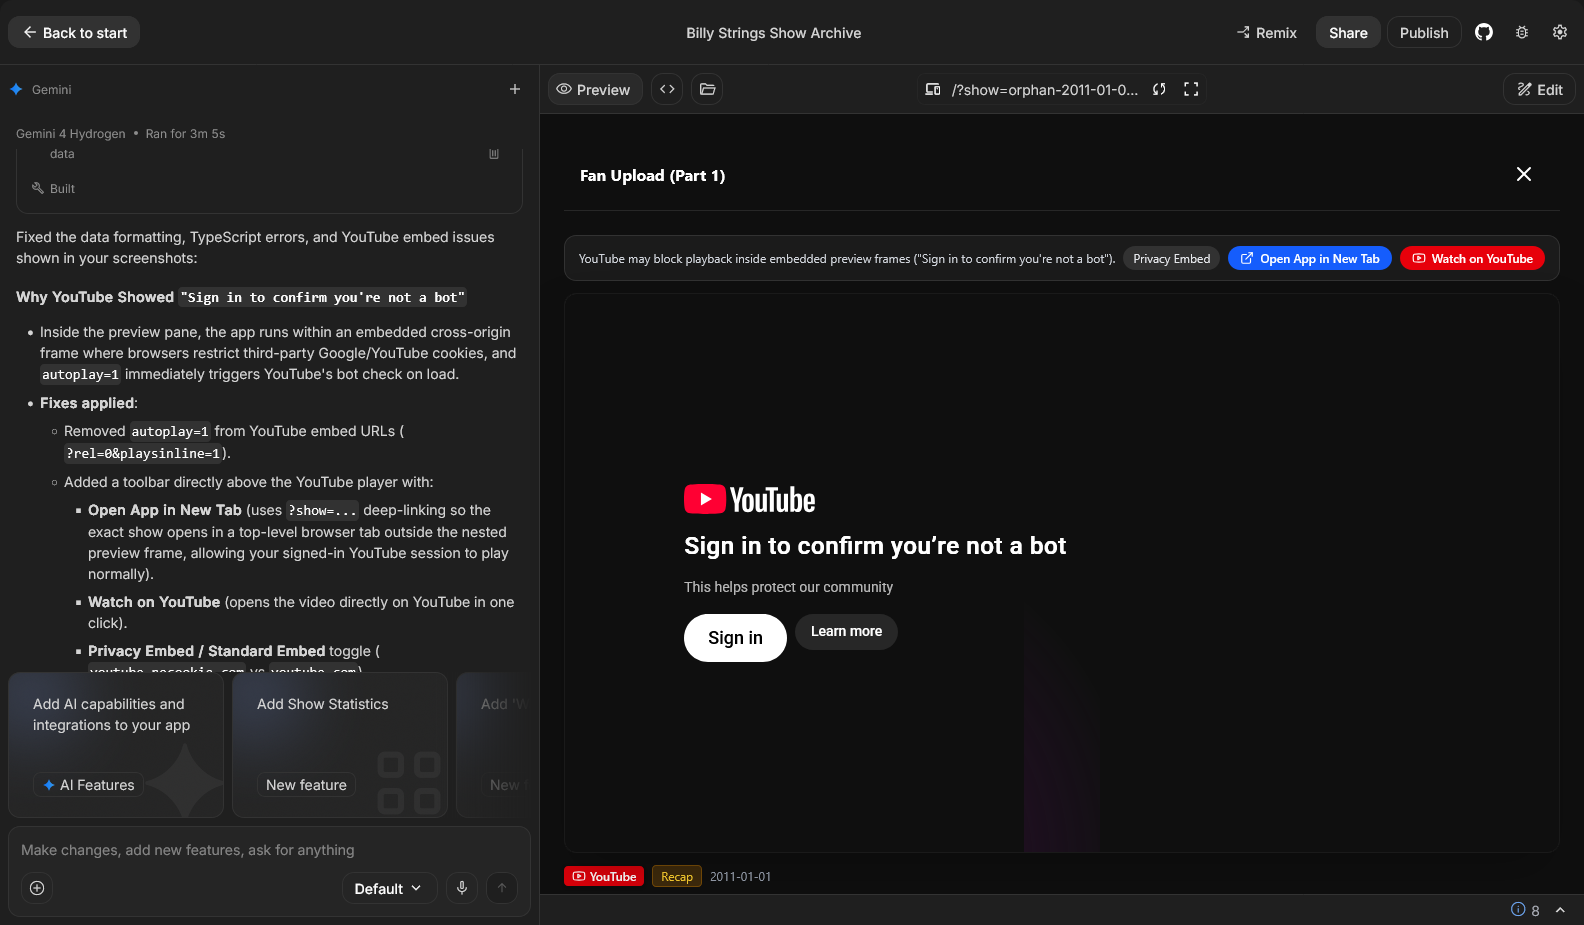 Back to start
Billy Strings Show Archive
Remix
Share
Publish
Gemini
Preview
/?show=orphan-2011-01-0...
Edit
Gemini 4 Hydrogen • Ran for 3m 5s
data
Built
Fixed the data formatting, TypeScript errors, and YouTube embed issues
shown in your screenshots:
Why YouTube Showed "Sign in to confirm you're not a bot"
• Inside the preview pane, the app runs within an embedded cross-origin
frame where browsers restrict third-party Google/YouTube cookies, and
autoplay=1 immediately triggers YouTube's bot check on load.
• Fixes applied:
Removed autoplay=1 from YouTube embed URLs (
?rel=0&playsinline=1).
Added a toolbar directly above the YouTube player with:
Open App in New Tab (uses ?show=... deep-linking so the
exact show opens in a top-level browser tab outside the nested
preview frame, allowing your signed-in YouTube session to play
normally).
Watch on YouTube (opens the video directly on YouTube in one
click).
Privacy Embed / Standard Embed toggle (
youtube-nocookie.com vs youtube.com)
Add AI capabilities and
integrations to your app
AI Features
Add Show Statistics
New feature
Add 'W
New f
Make changes, add new features, ask for anything
Default
Fan Upload (Part 1)
YouTube may block playback inside embedded preview frames ("Sign in to confirm you're not a bot").
Privacy Embed
Open App in New Tab
Watch on YouTube
YouTube
Sign in to confirm you're not a bot
This helps protect our community
Sign in
Learn more
YouTube
Recap
2011-01-01
8